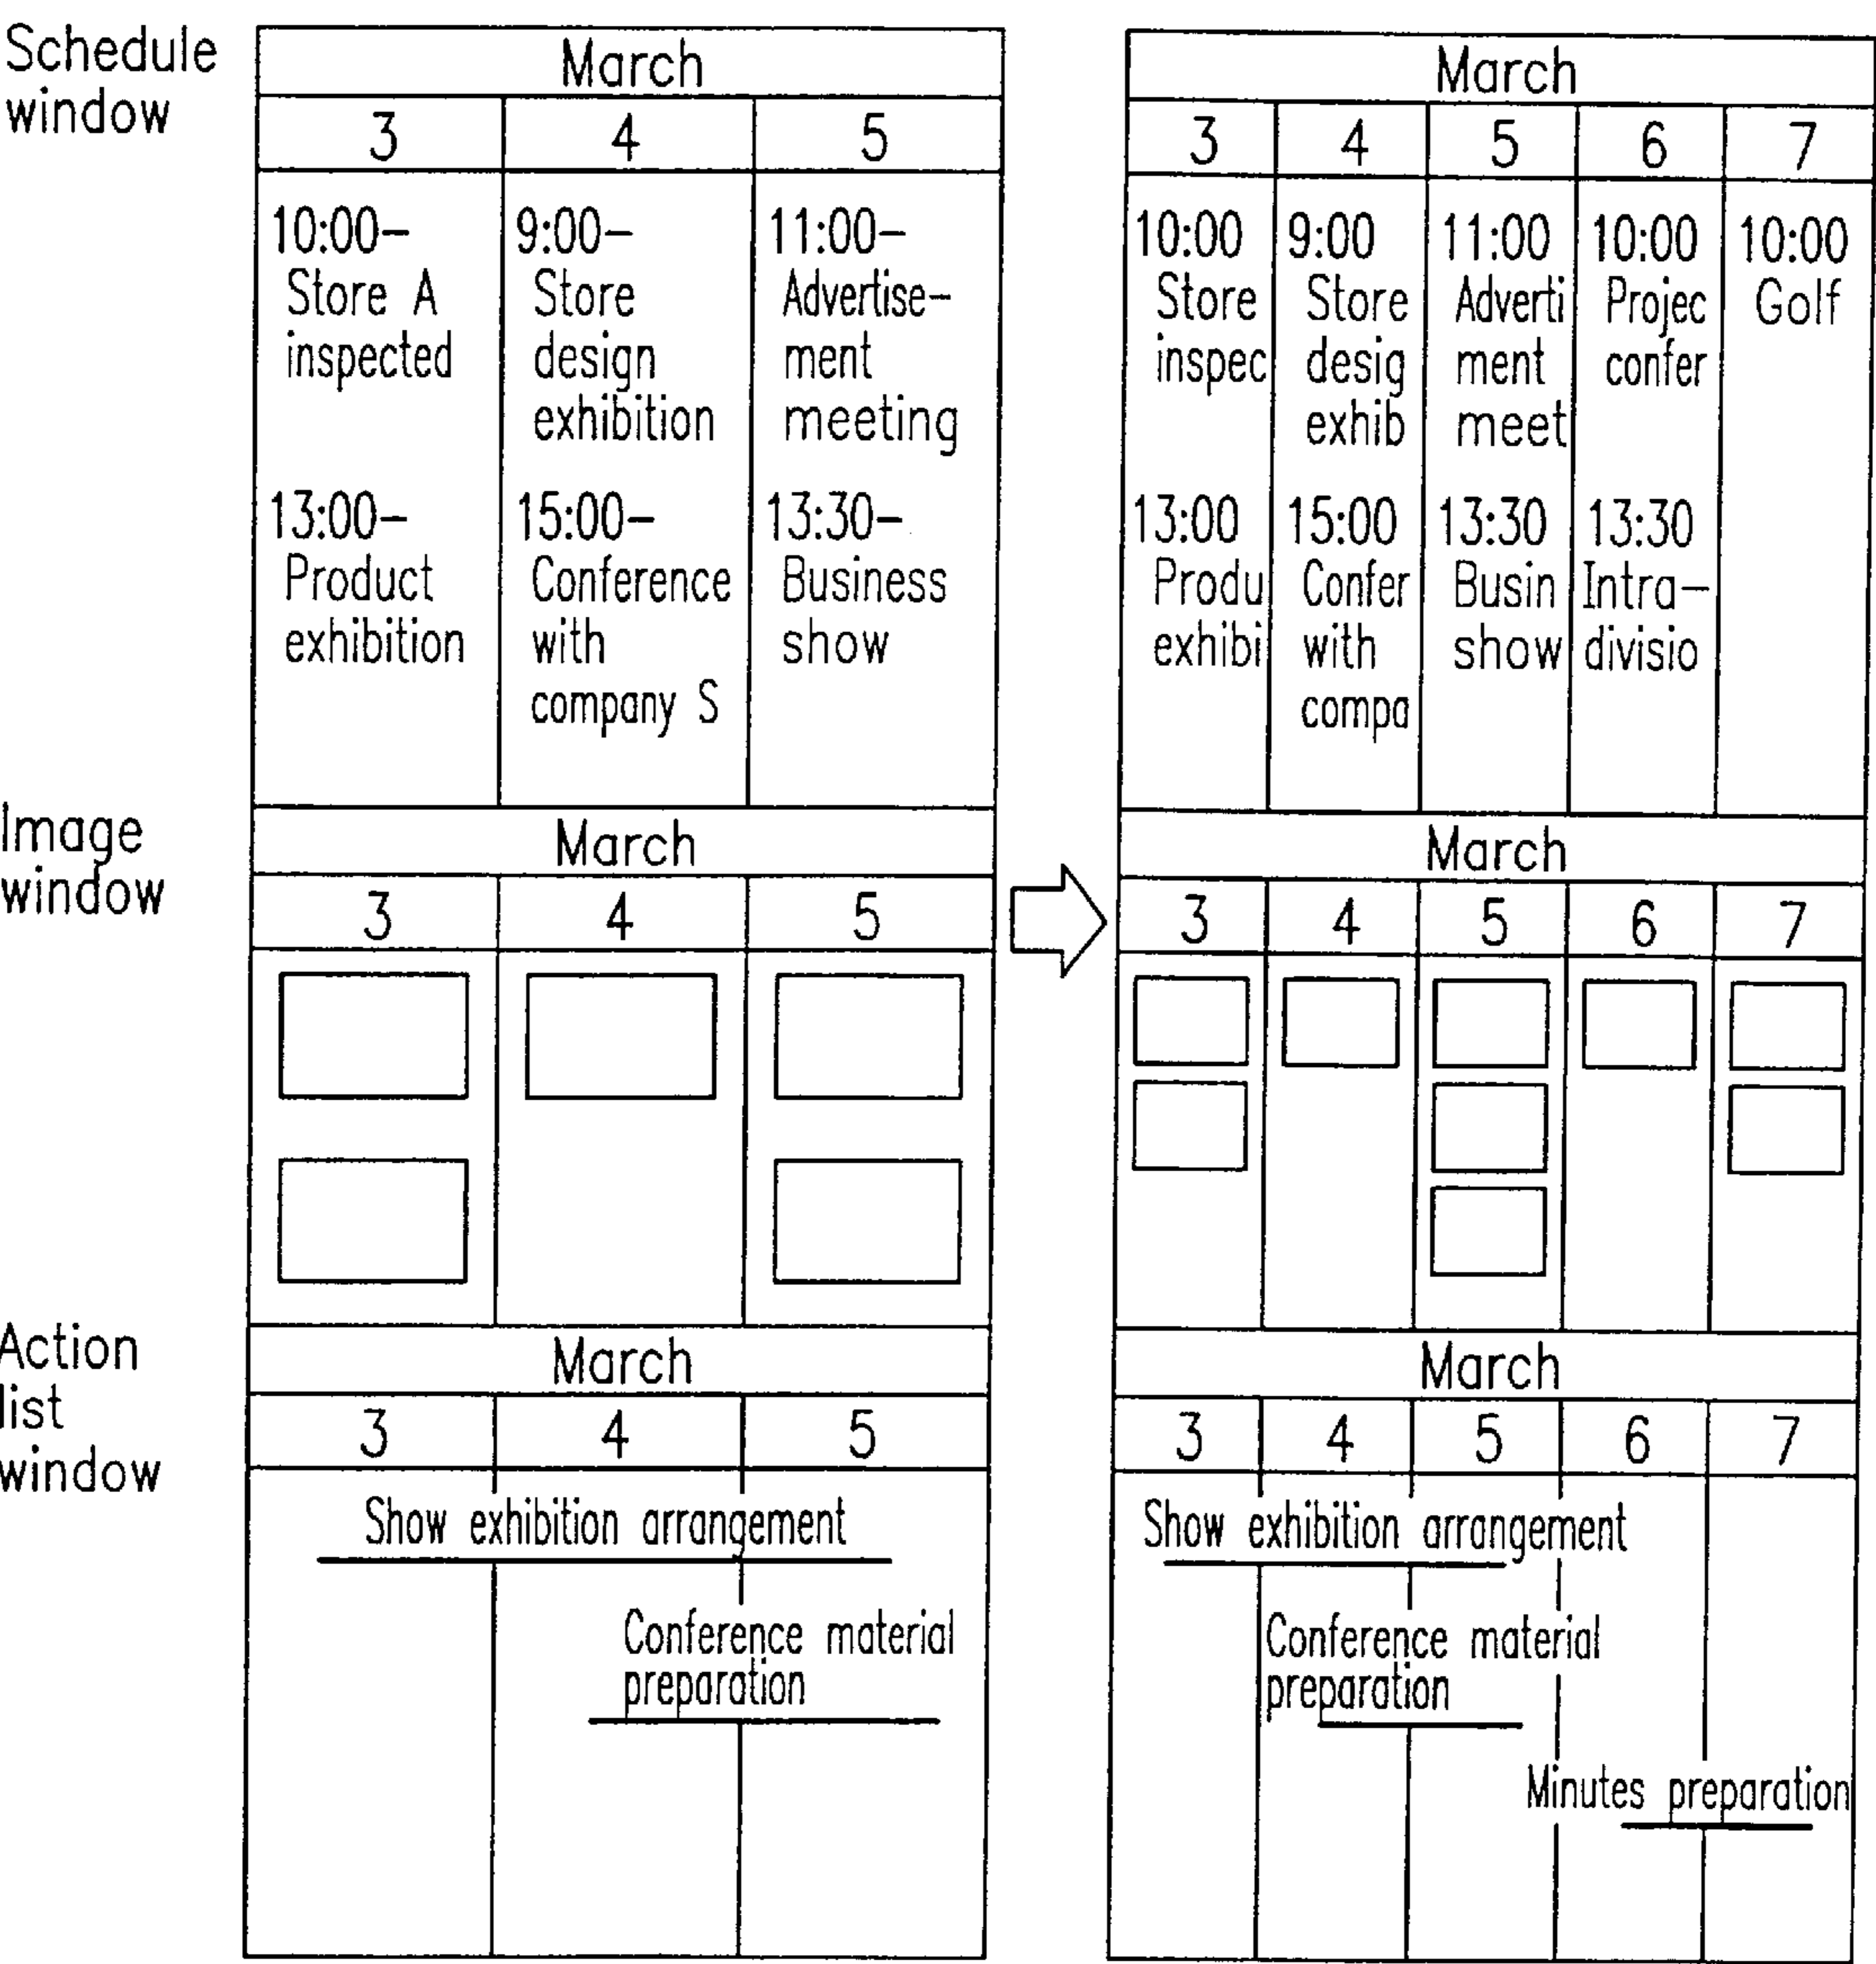 Schedule
window
March
3 4 5
10:00–
Store A
inspected
13:00–
Product
exhibition
9:00–
Store
design
exhibition
15:00–
Conference
with
company S
11:00–
Advertise–
ment
meeting
13:30–
Business
show
Image
window
March
3 4 5
Action
list
window
March
3 4 5
Show exhibition arrangement
Conference material
preparation
March
3 4 5 6 7
10:00
Store
inspec
13:00
Produ
exhibi
9:00
Store
desig
exhib
15:00
Confer
with
compa
11:00
Adverti
ment
meet
13:30
Busin
show
10:00
Projec
confer
13:30
Intra–
divisio
10:00
Golf
March
3 4 5 6 7
March
3 4 5 6 7
Show exhibition arrangement
Conference material
preparation
Minutes preparation